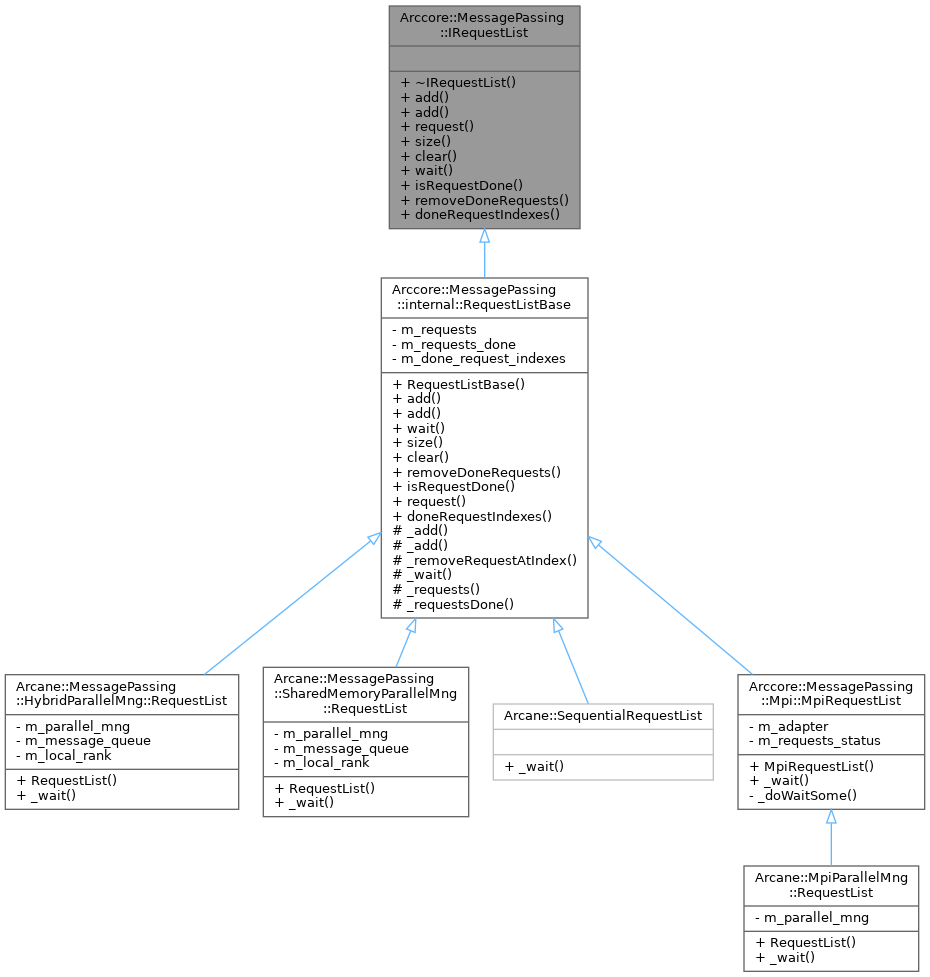 Arccore::MessagePassing
::IRequestList
+ ~IRequestList()
+ add()
+ add()
+ request()
+ size()
+ clear()
+ wait()
+ isRequestDone()
+ removeDoneRequests()
+ doneRequestIndexes()
Arccore::MessagePassing
::internal::RequestListBase
- m_requests
- m_requests_done
- m_done_request_indexes
+ RequestListBase()
+ add()
+ add()
+ wait()
+ size()
+ clear()
+ removeDoneRequests()
+ isRequestDone()
+ request()
+ doneRequestIndexes()
# _add()
# _add()
# _removeRequestAtIndex()
# _wait()
# _requests()
# _requestsDone()
Arcane::MessagePassing
::HybridParallelMng::RequestList
- m_parallel_mng
- m_message_queue
- m_local_rank
+ RequestList()
+ _wait()
Arcane::MessagePassing
::SharedMemoryParallelMng
::RequestList
- m_parallel_mng
- m_message_queue
- m_local_rank
+ RequestList()
+ _wait()
Arcane::SequentialRequestList
+ _wait()
Arccore::MessagePassing
::Mpi::MpiRequestList
- m_adapter
- m_requests_status
+ MpiRequestList()
+ _wait()
- _doWaitSome()
Arcane::MpiParallelMng
::RequestList
- m_parallel_mng
+ RequestList()
+ _wait()